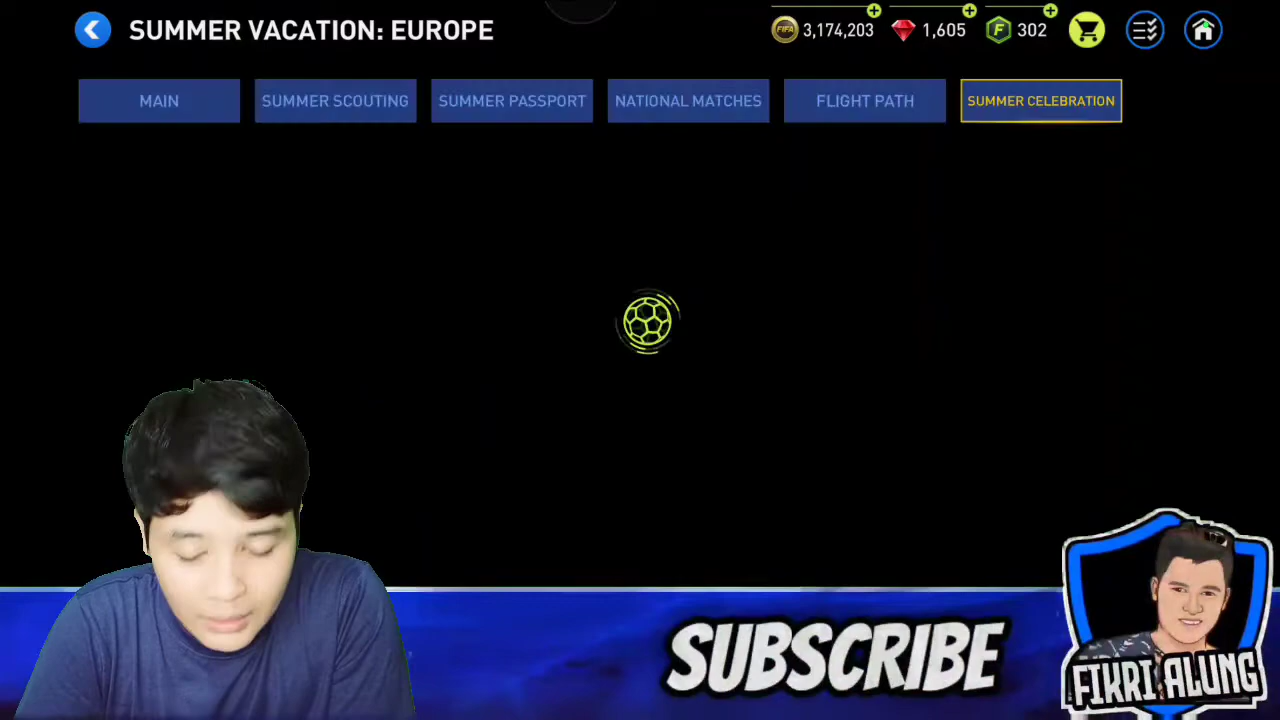 SUMMER VACATION: EUROPE
FIFA 3,174,203 1,605 F 302
MAIN SUMMER SCOUTING SUMMER PASSPORT NATIONAL MATCHES FLIGHT PATH SUMMER CELEBRATION
SUBSCRIBE
FIKRI ALUNG